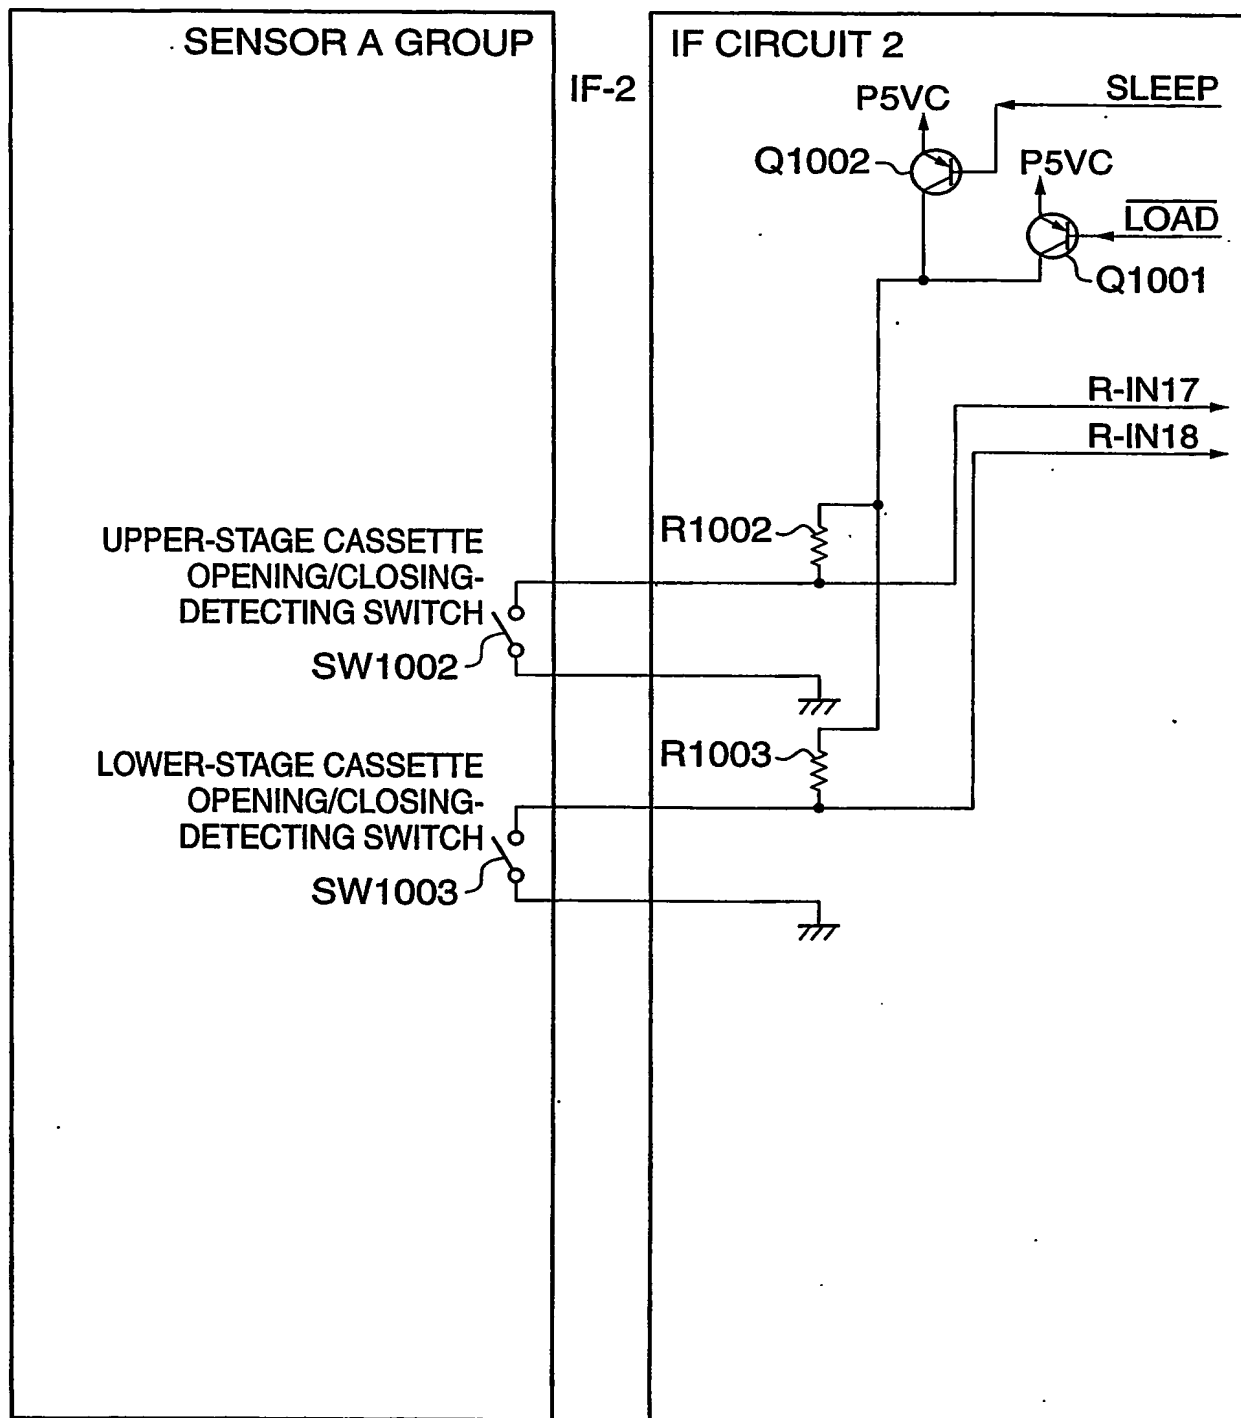 SENSOR A GROUP
IF-2
IF CIRCUIT 2
P5VC
SLEEP
Q1002
P5VC
LOAD
Q1001
R-IN17
R-IN18
R1002
UPPER-STAGE CASSETTE
OPENING/CLOSING-
DETECTING SWITCH
SW1002
R1003
LOWER-STAGE CASSETTE
OPENING/CLOSING-
DETECTING SWITCH
SW1003